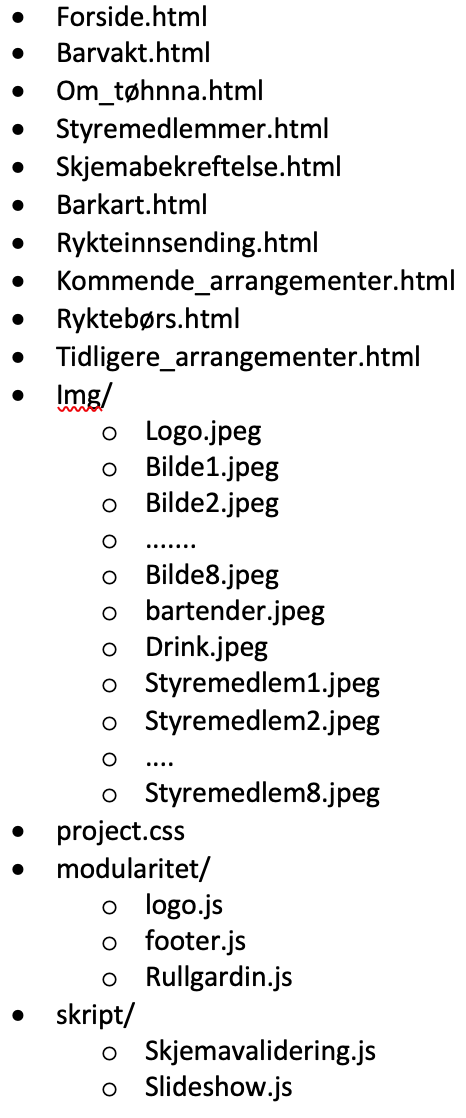 • Forside.html
• Barvakt.html
• Om_tøhnna.html
• Styremedlemmer.html
• Skjemabekreftelse.html
• Barkart.html
• Rykteinnsending.html
• Kommende_arrangementer.html
• Ryktebørs.html
• Tidligere_arrangementer.html
• Img/
o Logo.jpeg
o Bilde1.jpeg
o Bilde2.jpeg
o .......
o Bilde8.jpeg
o bartender.jpeg
o Drink.jpeg
o Styremedlem1.jpeg
o Styremedlem2.jpeg
o ....
o Styremedlem8.jpeg
• project.css
• modularitet/
o logo.js
o footer.js
o Rullgardin.js
• skript/
o Skjemavalidering.js
o Slideshow.js